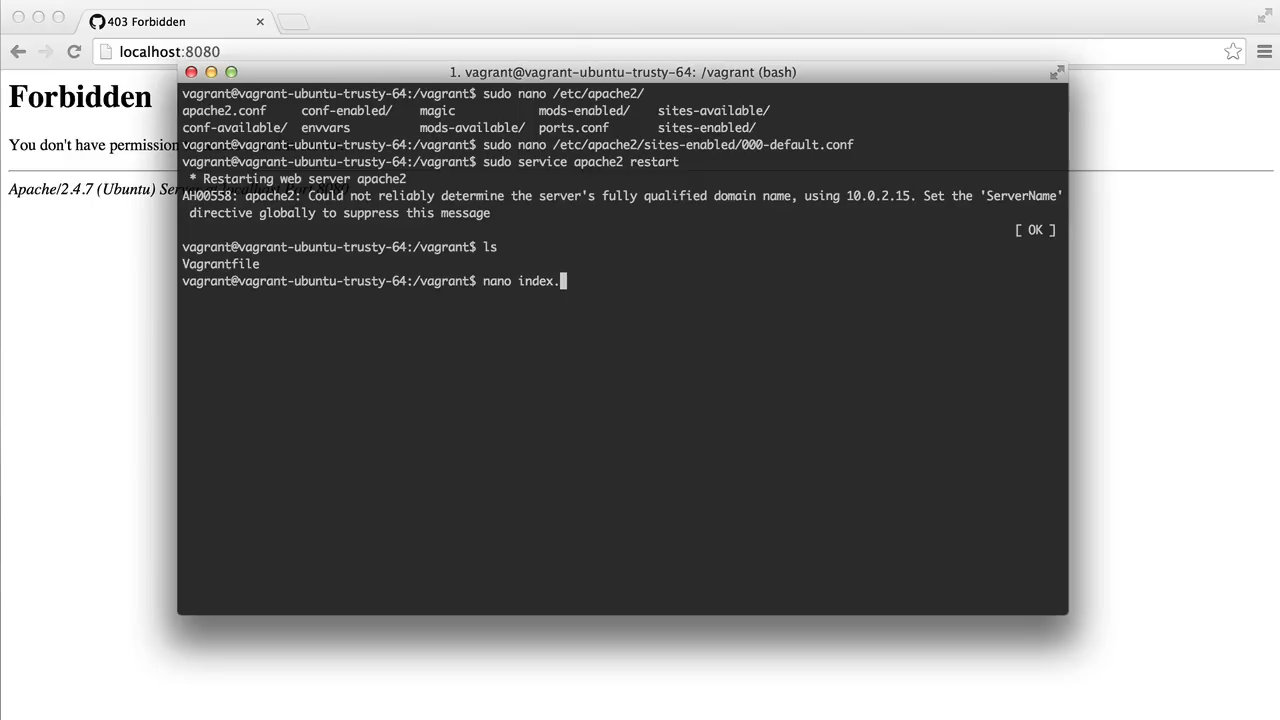 403 Forbidden
localhost:8080
Forbidden
You don't have permission
Apache/2.4.7 (Ubuntu) Server at localhost Port 8080
1. vagrant@vagrant-ubuntu-trusty-64: /vagrant (bash)
vagrant@vagrant-ubuntu-trusty-64:/vagrant$ sudo nano /etc/apache2/
apache2.conf conf-enabled/ magic mods-enabled/ sites-available/
conf-available/ envvars mods-available/ ports.conf sites-enabled/
vagrant@vagrant-ubuntu-trusty-64:/vagrant$ sudo nano /etc/apache2/sites-enabled/000-default.conf
vagrant@vagrant-ubuntu-trusty-64:/vagrant$ sudo service apache2 restart
* Restarting web server apache2
AH00558: apache2: Could not reliably determine the server's fully qualified domain name, using 10.0.2.15. Set the 'ServerName'
directive globally to suppress this message
[ OK ]
vagrant@vagrant-ubuntu-trusty-64:/vagrant$ ls
Vagrantfile
vagrant@vagrant-ubuntu-trusty-64:/vagrant$ nano index.